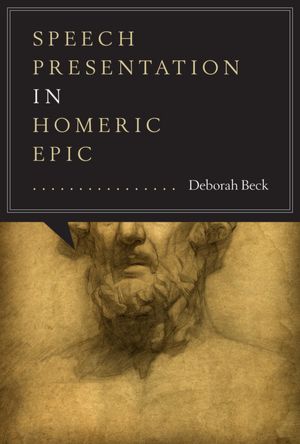 SPEECH
PRESENTATION
IN
HOMERIC
EPIC
Deborah Beck